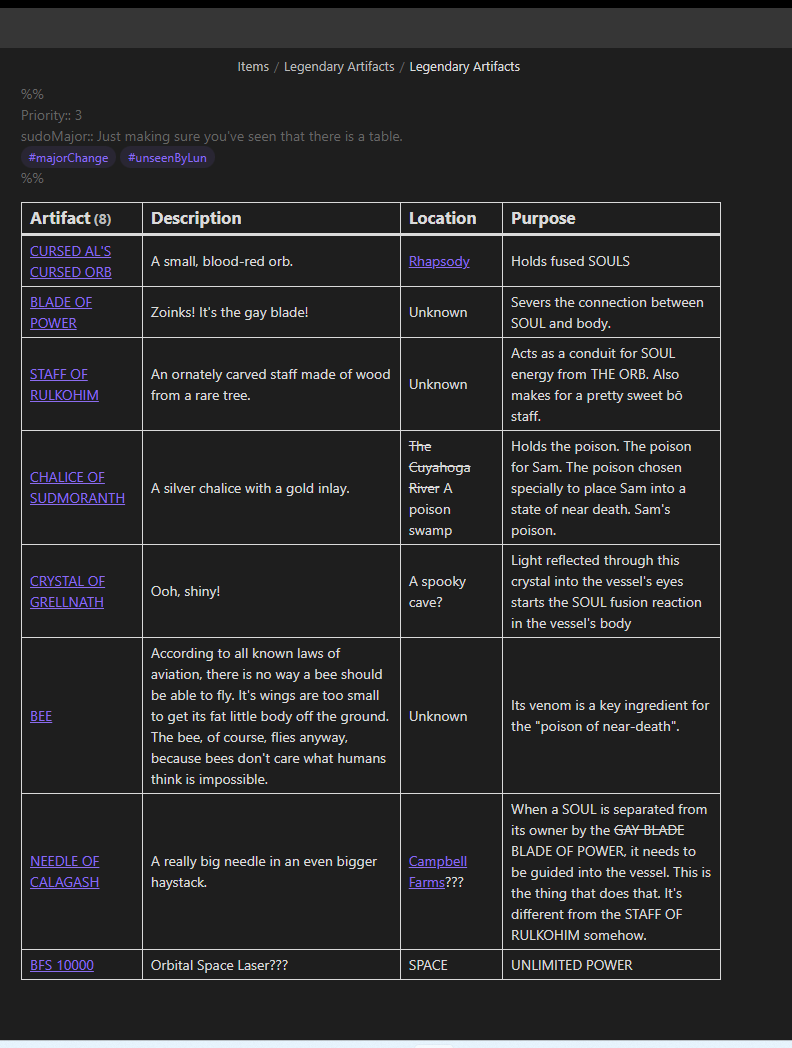 Items / Legendary Artifacts / Legendary Artifacts
%%
Priority:: 3
sudoMajor:: Just making sure you've seen that there is a table.
#majorChange #unseenByLun
%%
Artifact (8)
Description
Location
Purpose
CURSED AL'S
CURSED ORB
A small, blood-red orb.
Rhapsody
Holds fused SOULS
BLADE OF
POWER
Zoinks! It's the gay blade!
Unknown
Severs the connection between
SOUL and body.
STAFF OF
RULKOHIM
An ornately carved staff made of wood
from a rare tree.
Unknown
Acts as a conduit for SOUL
energy from THE ORB. Also
makes for a pretty sweet bō
staff.
CHALICE OF
SUDMORANTH
A silver chalice with a gold inlay.
The
Cuyahoga
River A
poison
swamp
Holds the poison. The poison
for Sam. The poison chosen
specially to place Sam into a
state of near death. Sam's
poison.
CRYSTAL OF
GRELLNATH
Ooh, shiny!
A spooky
cave?
Light reflected through this
crystal into the vessel's eyes
starts the SOUL fusion reaction
in the vessel's body
BEE
According to all known laws of
aviation, there is no way a bee should
be able to fly. It's wings are too small
to get its fat little body off the ground.
The bee, of course, flies anyway,
because bees don't care what humans
think is impossible.
Unknown
Its venom is a key ingredient for
the "poison of near-death".
NEEDLE OF
CALAGASH
A really big needle in an even bigger
haystack.
Campbell
Farms???
When a SOUL is separated from
its owner by the GAY BLADE
BLADE OF POWER, it needs to
be guided into the vessel. This is
the thing that does that. It's
different from the STAFF OF
RULKOHIM somehow.
BFS 10000
Orbital Space Laser???
SPACE
UNLIMITED POWER